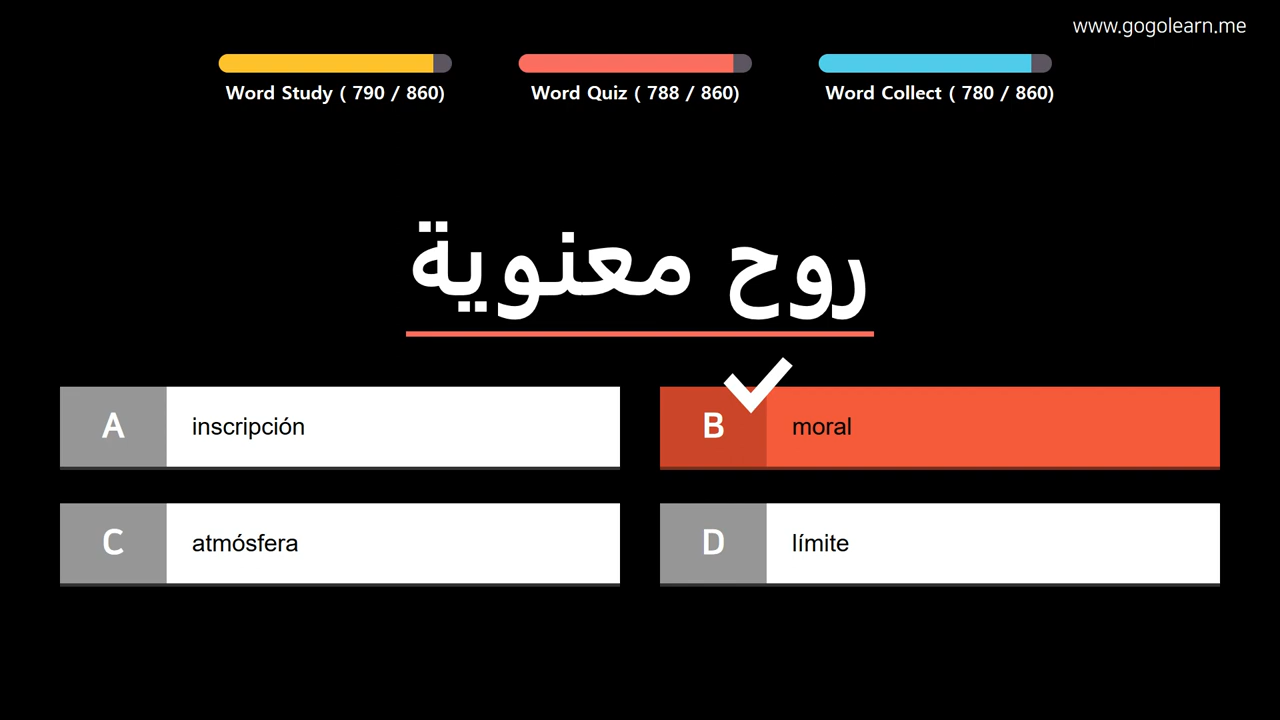 www.gogolearn.me
Word Study ( 790 / 860)
Word Quiz ( 788 / 860)
Word Collect ( 780 / 860)
روح معنوية
A inscripción
B moral
C atmósfera
D límite